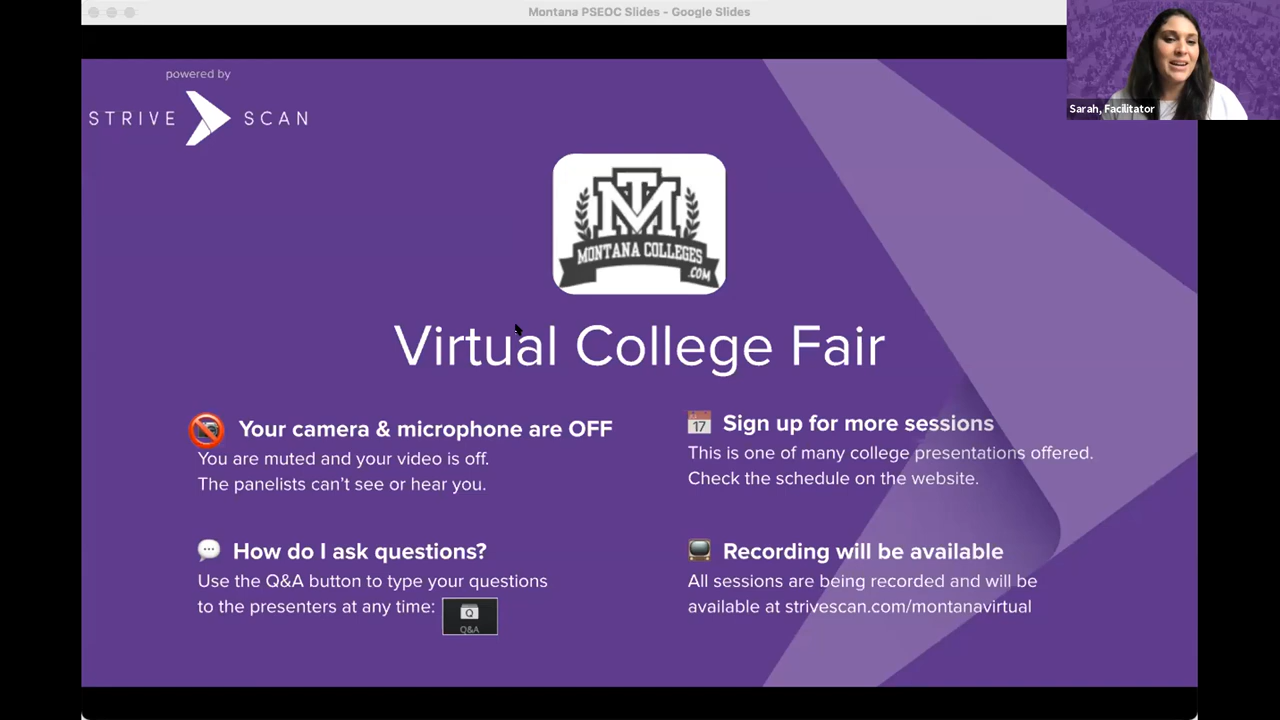 Montana PSEOC Slides - Google Slides
powered by
STRIVE SCAN
Sarah, Facilitator
MT
MONTANA COLLEGES
.COM
Virtual College Fair
Your camera & microphone are OFF
You are muted and your video is off.
The panelists can't see or hear you.
17
Sign up for more sessions
This is one of many college presentations offered.
Check the schedule on the website.
How do I ask questions?
Use the Q&A button to type your questions
to the presenters at any time:
Q
Q&A
Recording will be available
All sessions are being recorded and will be
available at strivescan.com/montanavirtual